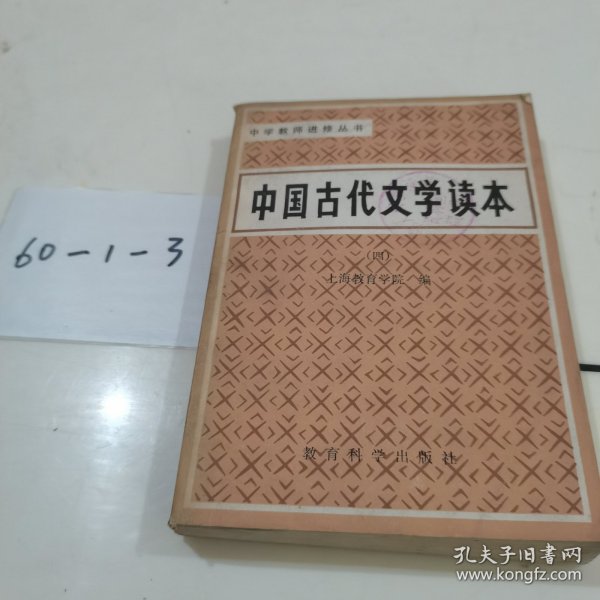 中学教师进修丛书
中国古代文学读本
(四)
上海教育学院 编
教育科学出版社
60-1-3
孔夫子旧书网
www.kongfz.com